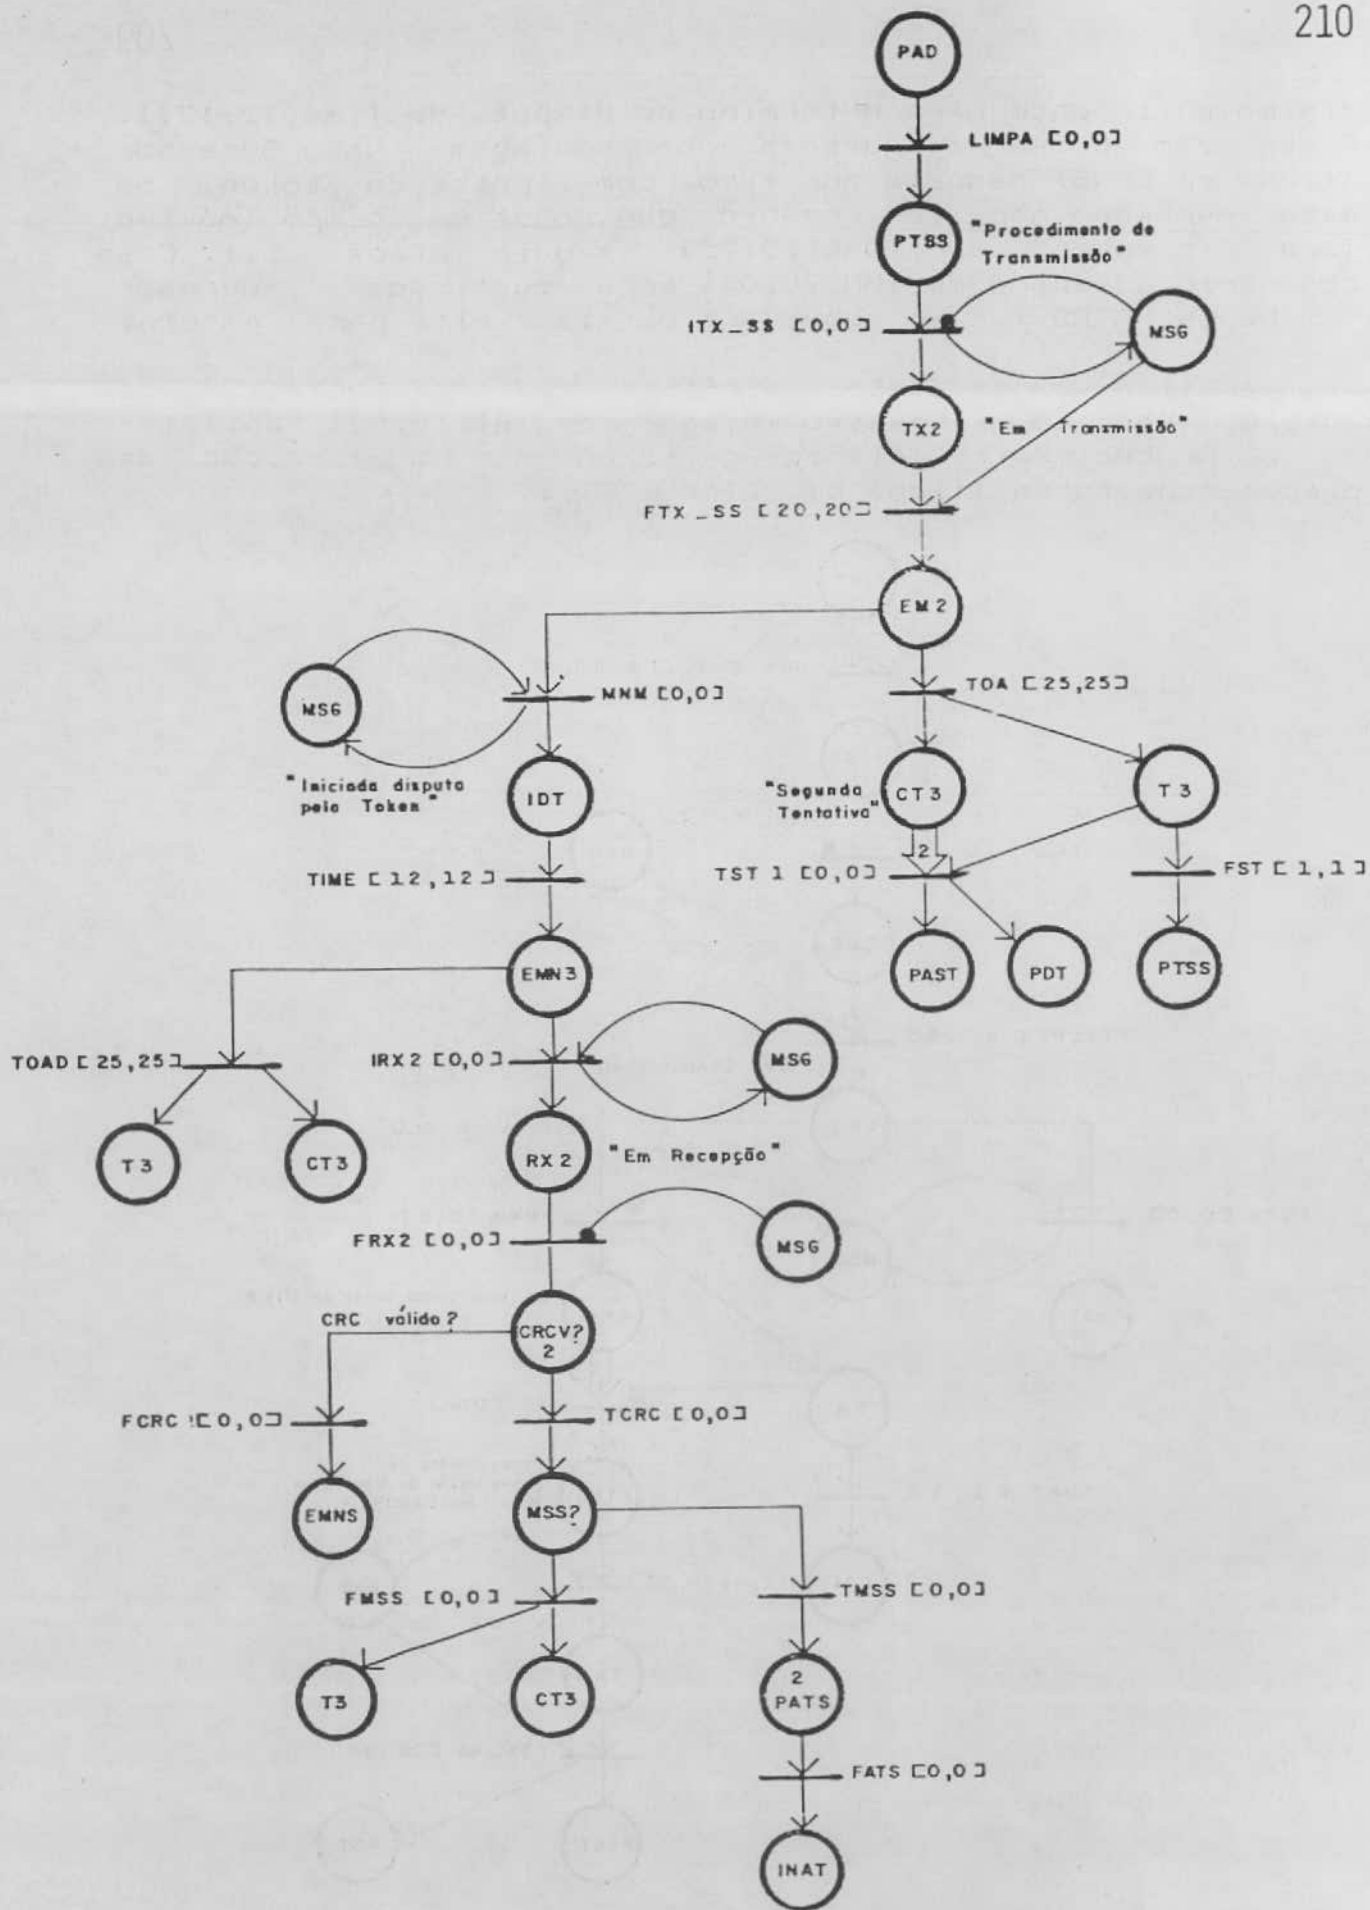 210
PAD
LIMPA [0,0]
PTSS
"Procedimento de
Transmissão"
ITX_SS [0,0]
MSG
TX2
"Em Transmissão"
FTX_SS [20,20]
EM2
MSG
MNM [0,0]
TOA [25,25]
"Iniciada disputa
pelo Token"
IDT
"Segunda
Tentativa"
CT3
T3
2
TIME [12,12]
TST 1 [0,0]
FST [1,1]
EMN3
PAST
PDT
PTSS
TOAD [25,25]
IRX2 [0,0]
MSG
T3
CT3
RX2
"Em Recepção"
FRX2 [0,0]
MSG
CRC válido?
CRCV?
2
FCRC [0,0]
TCRC [0,0]
EMNS
MSS?
FMSS [0,0]
TMSS [0,0]
T3
CT3
2
PATS
FATS [0,0]
INAT